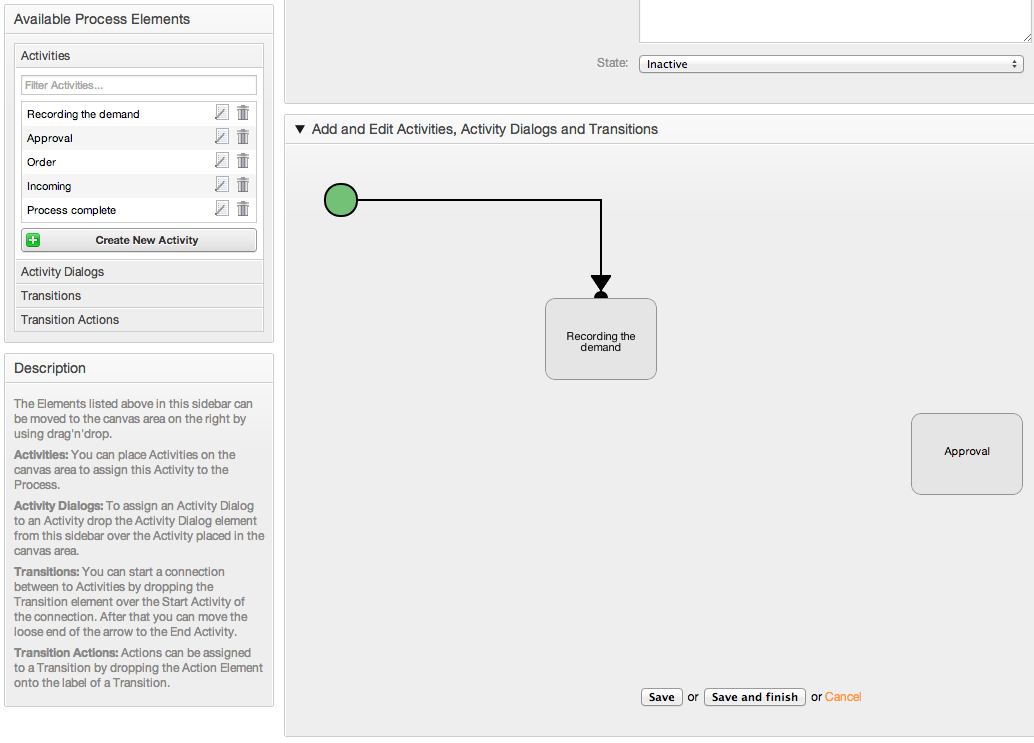 Available Process Elements
Activities
Filter Activities...
Recording the demand
Approval
Order
Incoming
Process complete
Create New Activity
Activity Dialogs
Transitions
Transition Actions
Description
The Elements listed above in this sidebar can
be moved to the canvas area on the right by
using drag'n'drop.
Activities: You can place Activities on the
canvas area to assign this Activity to the
Process.
Activity Dialogs: To assign an Activity Dialog
to an Activity drop the Activity Dialog element
from this sidebar over the Activity placed in the
canvas area.
Transitions: You can start a connection
between to Activities by dropping the
Transition element over the Start Activity of
the connection. After that you can move the
loose end of the arrow to the End Activity.
Transition Actions: Actions can be assigned
to a Transition by dropping the Action Element
onto the label of a Transition.
State: Inactive
Add and Edit Activities, Activity Dialogs and Transitions
Recording the
demand
Approval
Save or Save and finish or Cancel